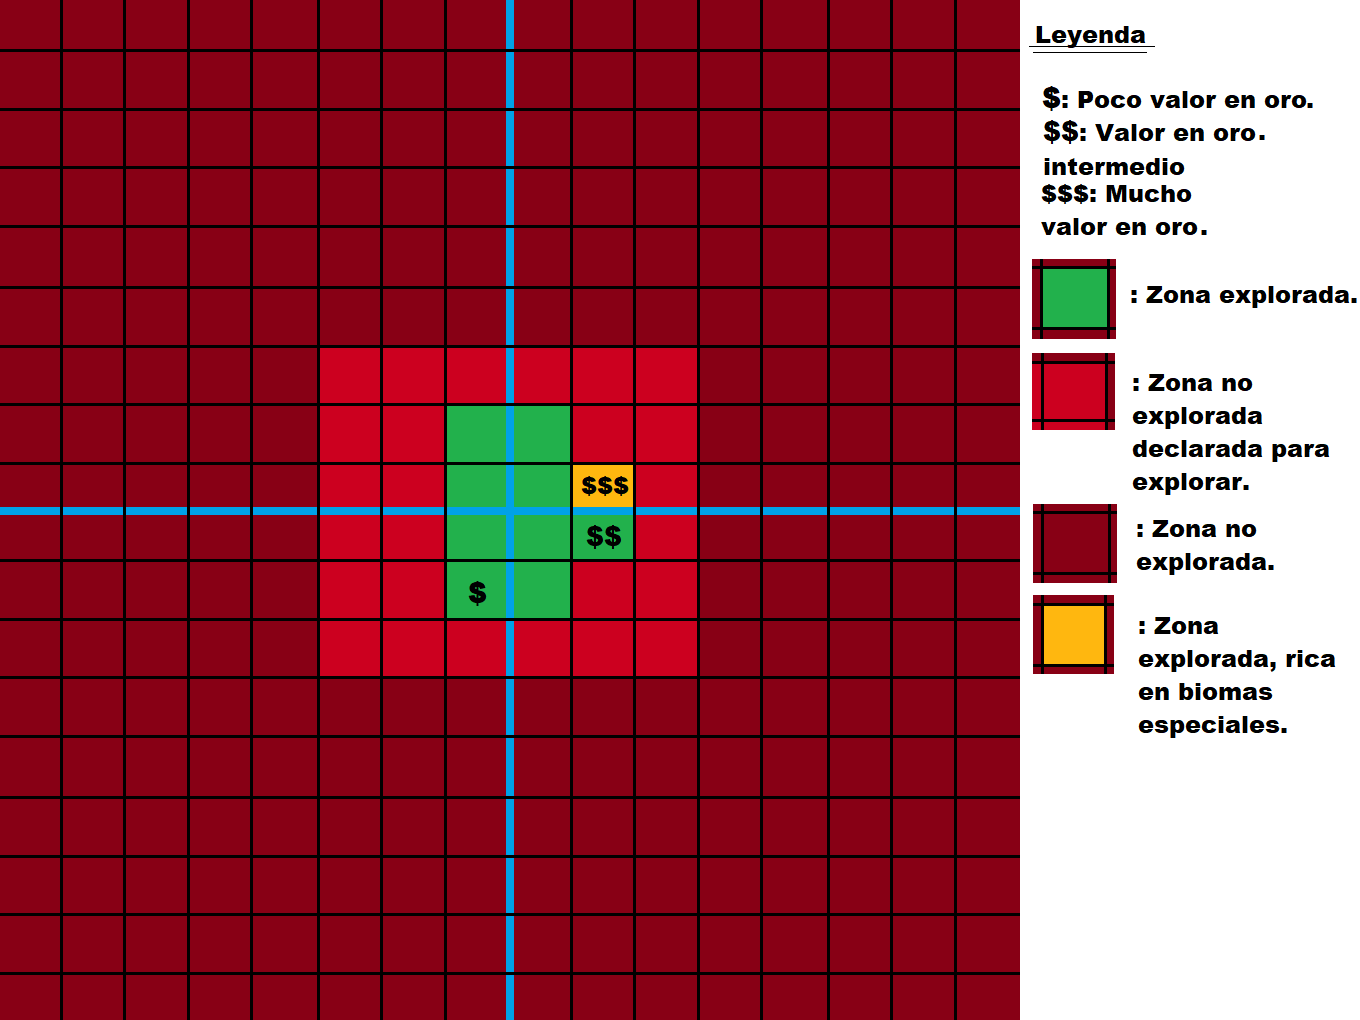 Leyenda
$: Poco valor en oro.
$$: Valor en oro.
intermedio
$$$: Mucho
valor en oro.
: Zona explorada.
: Zona no
explorada
declarada para
explorar.
$$$
$$
: Zona no
explorada.
$
: Zona
explorada, rica
en biomas
especiales.